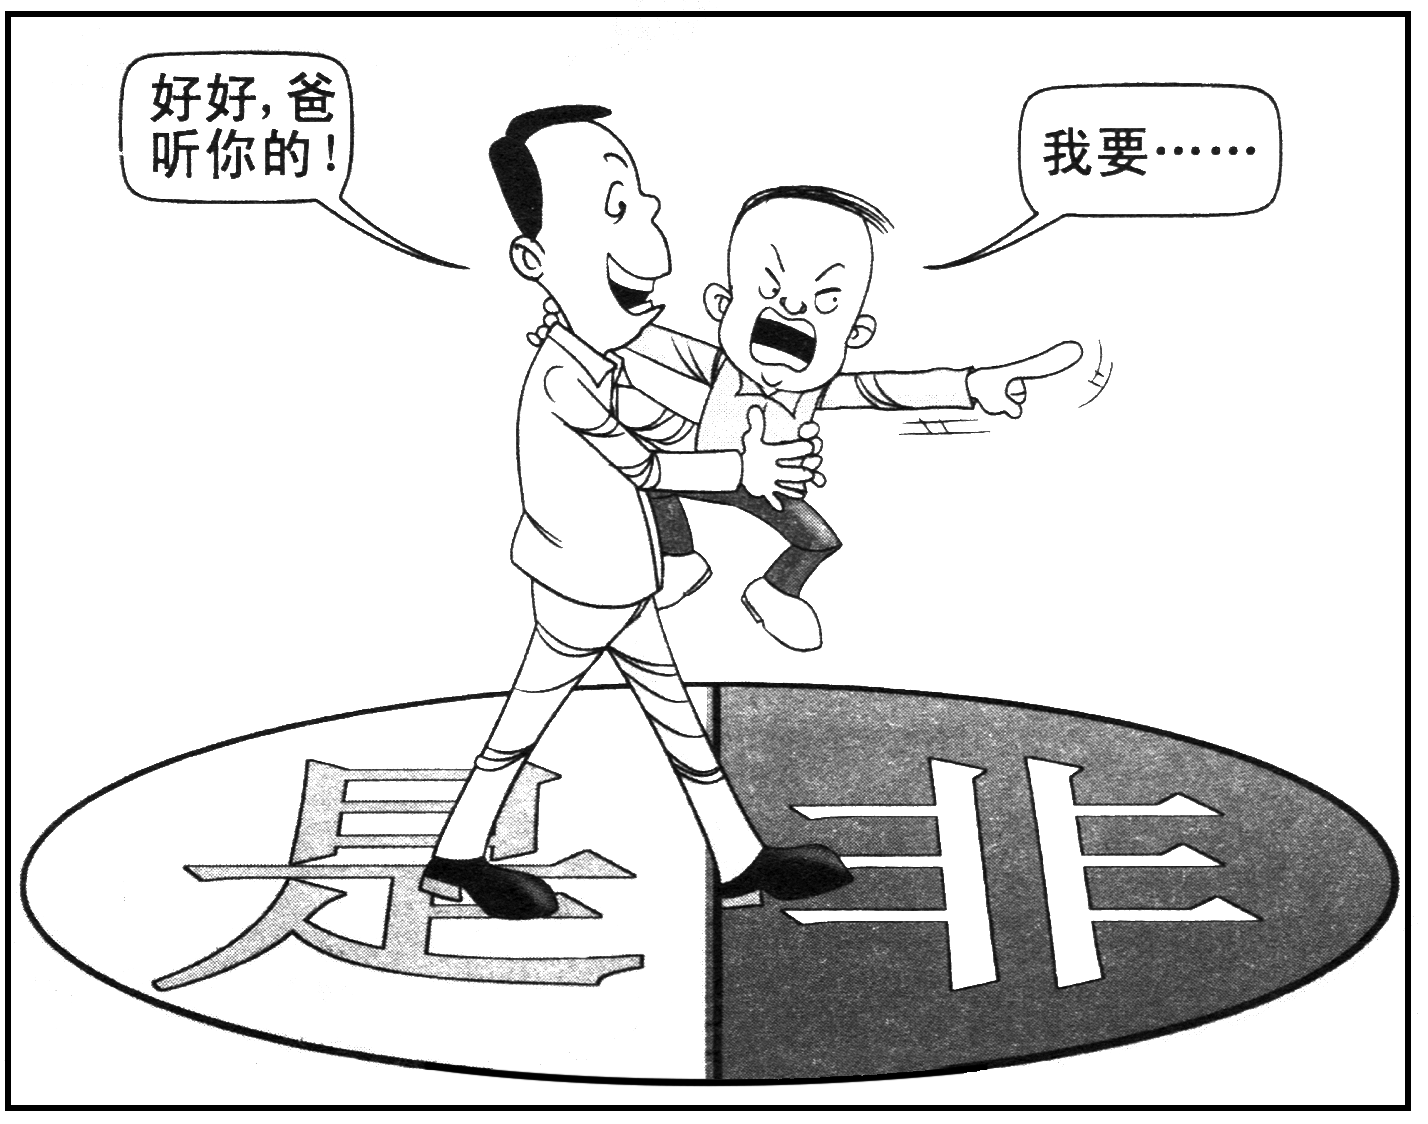 好好,爸
听你的!
我要……
是非